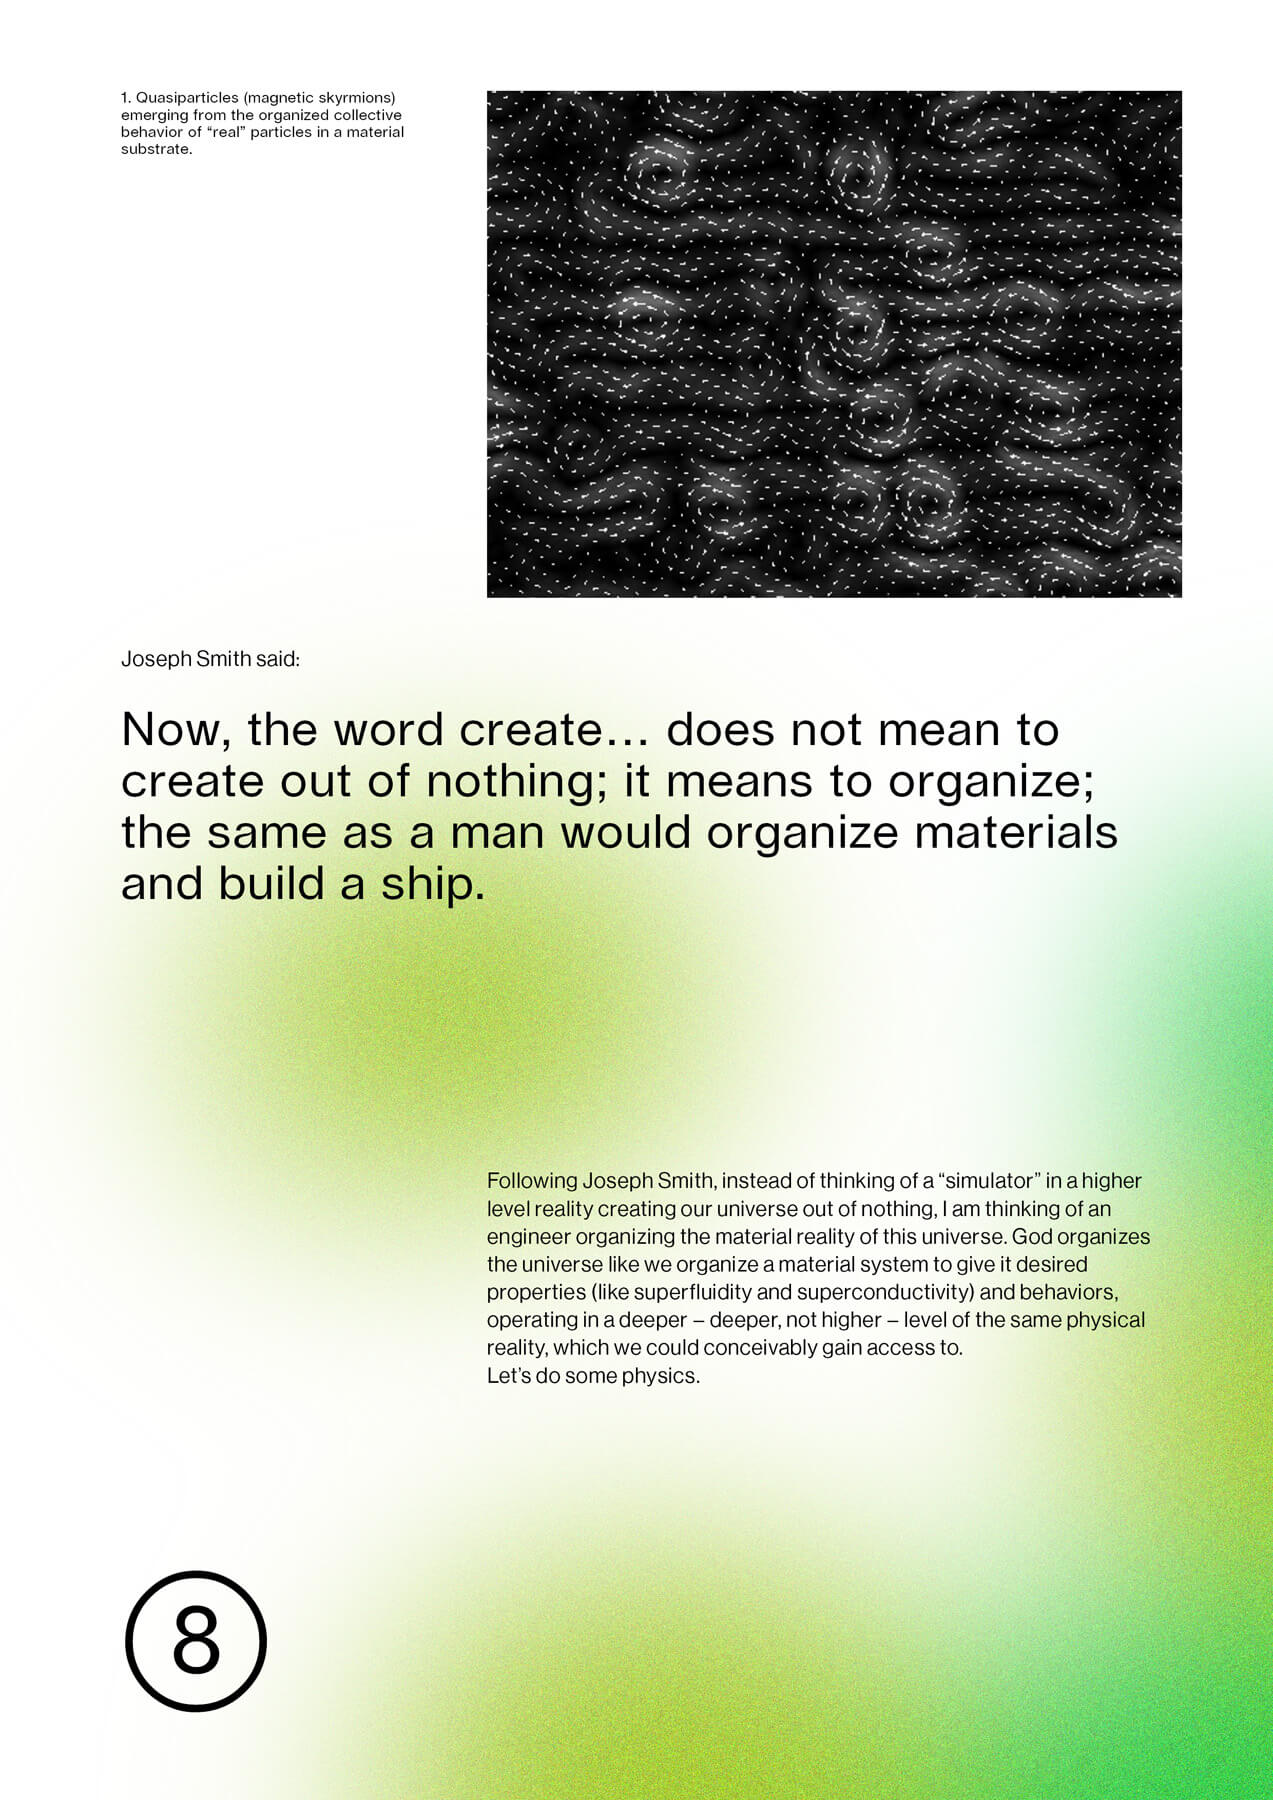 1. Quasiparticles (magnetic skyrmions)
emerging from the organized collective
behavior of “real” particles in a material
substrate.
Joseph Smith said:
Now, the word create… does not mean to
create out of nothing; it means to organize;
the same as a man would organize materials
and build a ship.
Following Joseph Smith, instead of thinking of a “simulator” in a higher
level reality creating our universe out of nothing, I am thinking of an
engineer organizing the material reality of this universe. God organizes
the universe like we organize a material system to give it desired
properties (like superfluidity and superconductivity) and behaviors,
operating in a deeper – deeper, not higher – level of the same physical
reality, which we could conceivably gain access to.
Let’s do some physics.
8